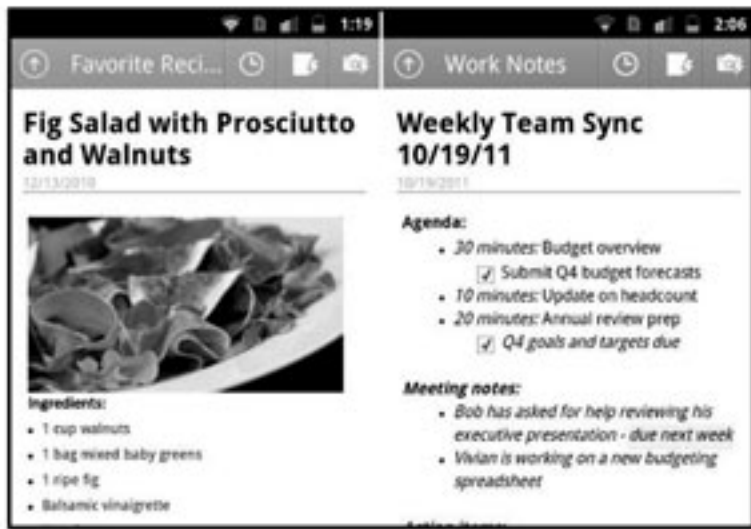 1:19
Favorite Reci...
Fig Salad with Prosciutto
and Walnuts
12/13/2010
Ingredients:
• 1 cup walnuts
• 1 bag mixed baby greens
• 1 ripe fig
• Balsamic vinaigrette
2:06
Work Notes
Weekly Team Sync
10/19/11
10/19/2011
Agenda:
• 30 minutes: Budget overview
Submit Q4 budget forecasts
• 10 minutes: Update on headcount
• 20 minutes: Annual review prep
Q4 goals and targets due
Meeting notes:
• Bob has asked for help reviewing his
executive presentation - due next week
• Vivian is working on a new budgeting
spreadsheet
Action items: